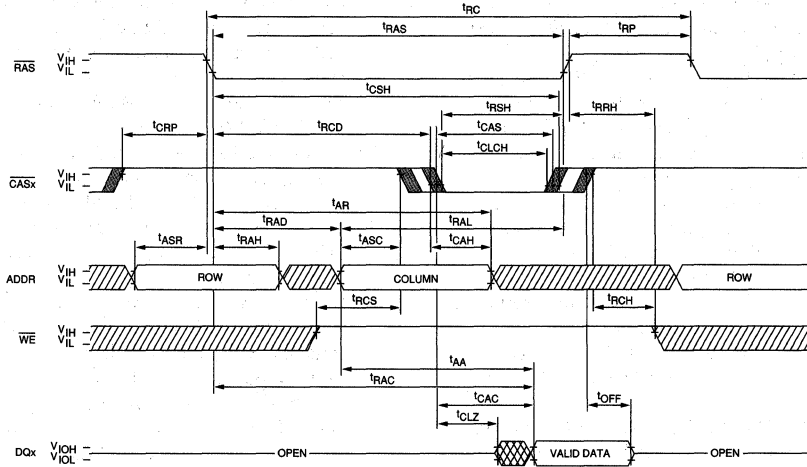 tRC
tRAS
tRP
RAS VIH
VIL
tCSH
tRSH
tRRH
tCRP
tRCD
tCAS
tCLCH
CASx VIH
VIL
tAR
tRAD
tRAL
tASR
tRAH
tASC
tCAH
ADDR VIH
VIL
ROW
COLUMN
ROW
tRCS
tRCH
WE VIH
VIL
tAA
tRAC
tCAC
tOFF
tCLZ
DQx VIOH
VIOL
OPEN
VALID DATA
OPEN